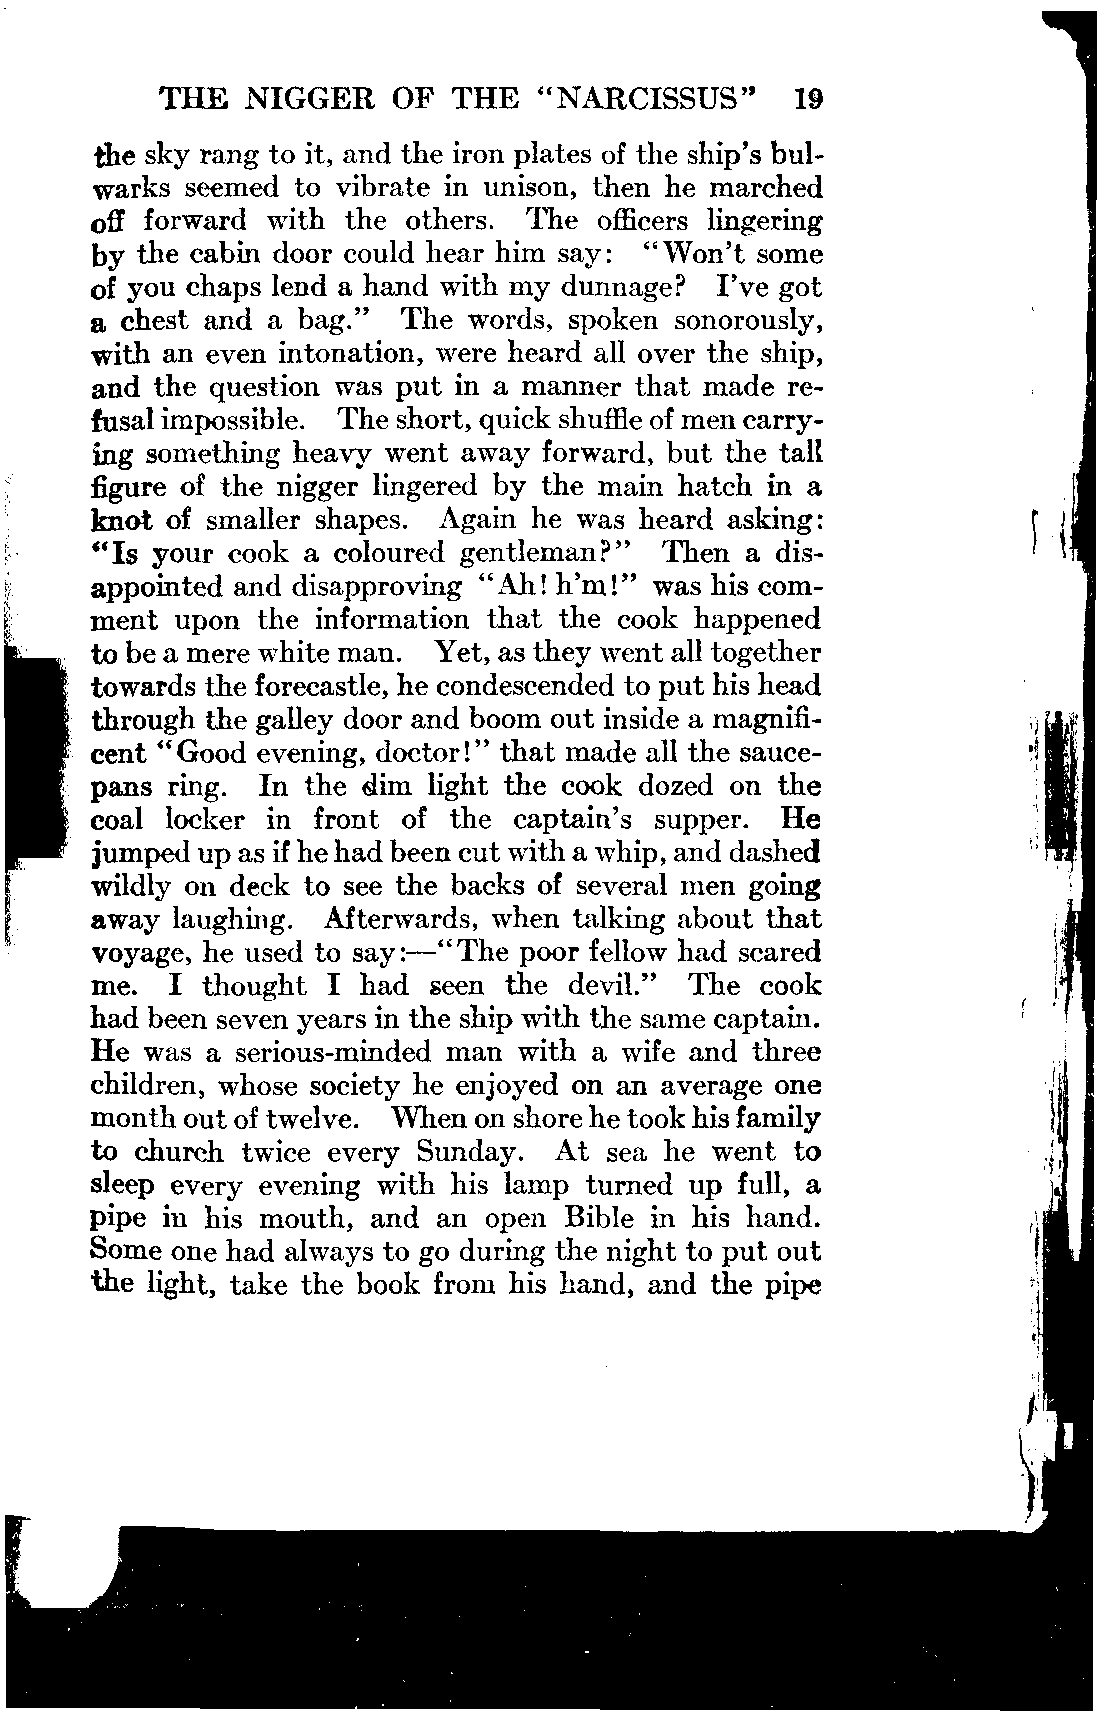 THE NIGGER OF THE "NARCISSUS" 19
the sky rang to it, and the iron plates of the ship's bul-
warks seemed to vibrate in unison, then he marched
off forward with the others. The officers lingering
by the cabin door could hear him say: "Won't some
of you chaps lend a hand with my dunnage? I've got
a chest and a bag." The words, spoken sonorously,
with an even intonation, were heard all over the ship,
and the question was put in a manner that made re-
fusal impossible. The short, quick shuffle of men carry-
ing something heavy went away forward, but the tall
figure of the nigger lingered by the main hatch in a
knot of smaller shapes. Again he was heard asking:
"Is your cook a coloured gentleman?" Then a dis-
appointed and disapproving "Ah! h'm!" was his com-
ment upon the information that the cook happened
to be a mere white man. Yet, as they went all together
towards the forecastle, he condescended to put his head
through the galley door and boom out inside a magnifi-
cent "Good evening, doctor!" that made all the sauce-
pans ring. In the dim light the cook dozed on the
coal locker in front of the captain's supper. He
jumped up as if he had been cut with a whip, and dashed
wildly on deck to see the backs of several men going
away laughing. Afterwards, when talking about that
voyage, he used to say:—"The poor fellow had scared
me. I thought I had seen the devil." The cook
had been seven years in the ship with the same captain.
He was a serious-minded man with a wife and three
children, whose society he enjoyed on an average one
month out of twelve. When on shore he took his family
to church twice every Sunday. At sea he went to
sleep every evening with his lamp turned up full, a
pipe in his mouth, and an open Bible in his hand.
Some one had always to go during the night to put out
the light, take the book from his hand, and the pipe